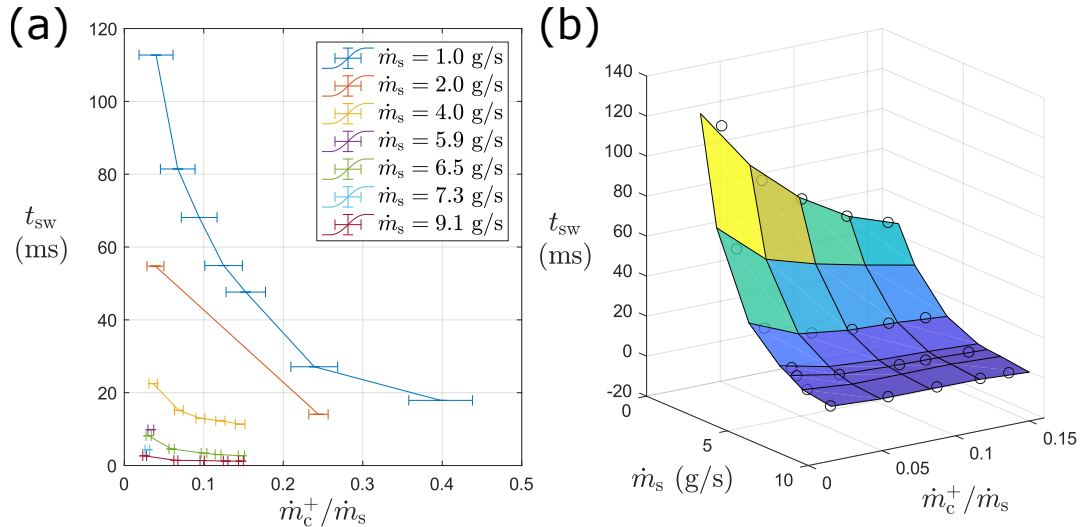 (a)
120
100
80
60
40
20
0
t_sw
(ms)
0 0.1 0.2 0.3 0.4 0.5
ṁ_c^+/ṁ_s
ṁ_s = 1.0 g/s
ṁ_s = 2.0 g/s
ṁ_s = 4.0 g/s
ṁ_s = 5.9 g/s
ṁ_s = 6.5 g/s
ṁ_s = 7.3 g/s
ṁ_s = 9.1 g/s
(b)
140
120
100
80
60
40
20
0
-20
t_sw
(ms)
0
5
10
ṁ_s (g/s)
0
0.05
0.1
0.15
ṁ_c^+/ṁ_s